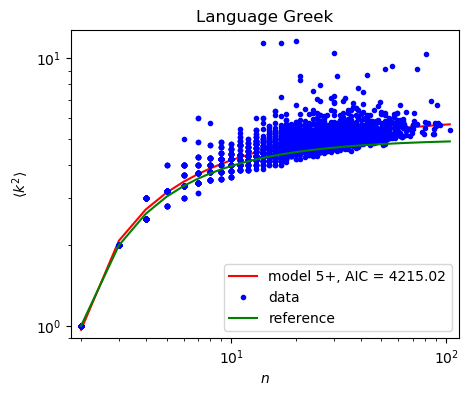 Language Greek
10¹
⟨k²⟩
10⁰
model 5+, AIC = 4215.02
data
reference
10¹
10²
n